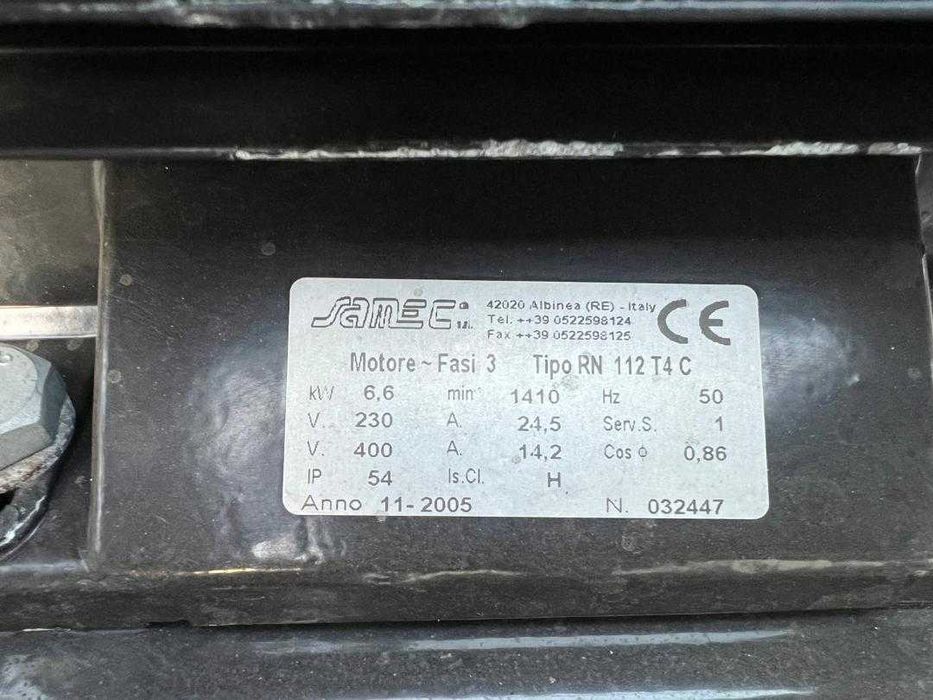 SAMEC di s.r.l. 42020 Albinea (RE) - Italy
Tel. ++39 0522598124
Fax ++39 0522598125
CE
Motore ~ Fasi 3 Tipo RN 112 T4 C
kW 6,6 min¹ 1410 Hz 50
V. 230 A. 24,5 Serv.S. 1
V. 400 A. 14,2 Cos ϕ 0,86
IP 54 Is.Cl. H
Anno 11-2005 N. 032447